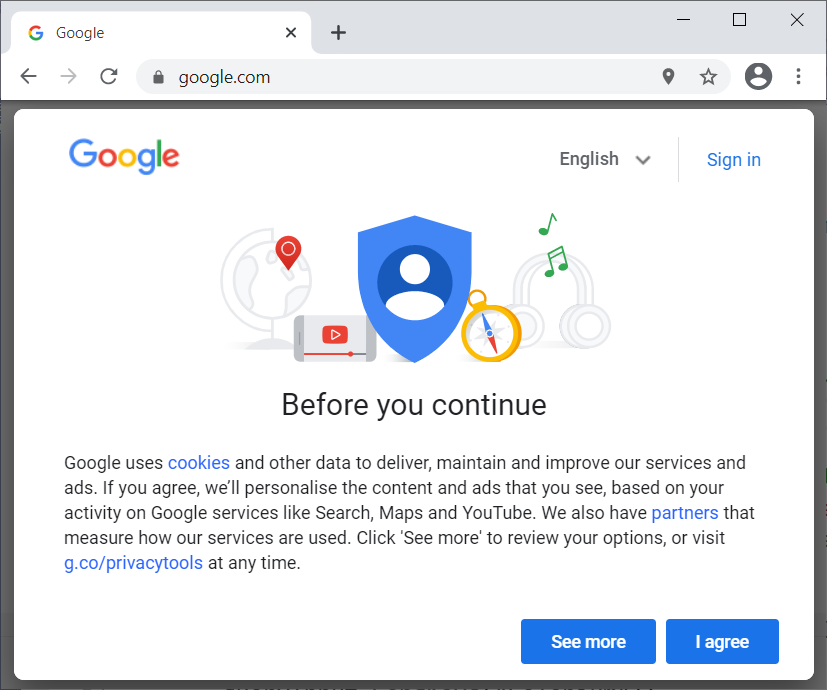 Google
google.com
Google
English
Sign in
Before you continue
Google uses cookies and other data to deliver, maintain and improve our services and
ads. If you agree, we’ll personalise the content and ads that you see, based on your
activity on Google services like Search, Maps and YouTube. We also have partners that
measure how our services are used. Click 'See more' to review your options, or visit
g.co/privacytools at any time.
See more
I agree